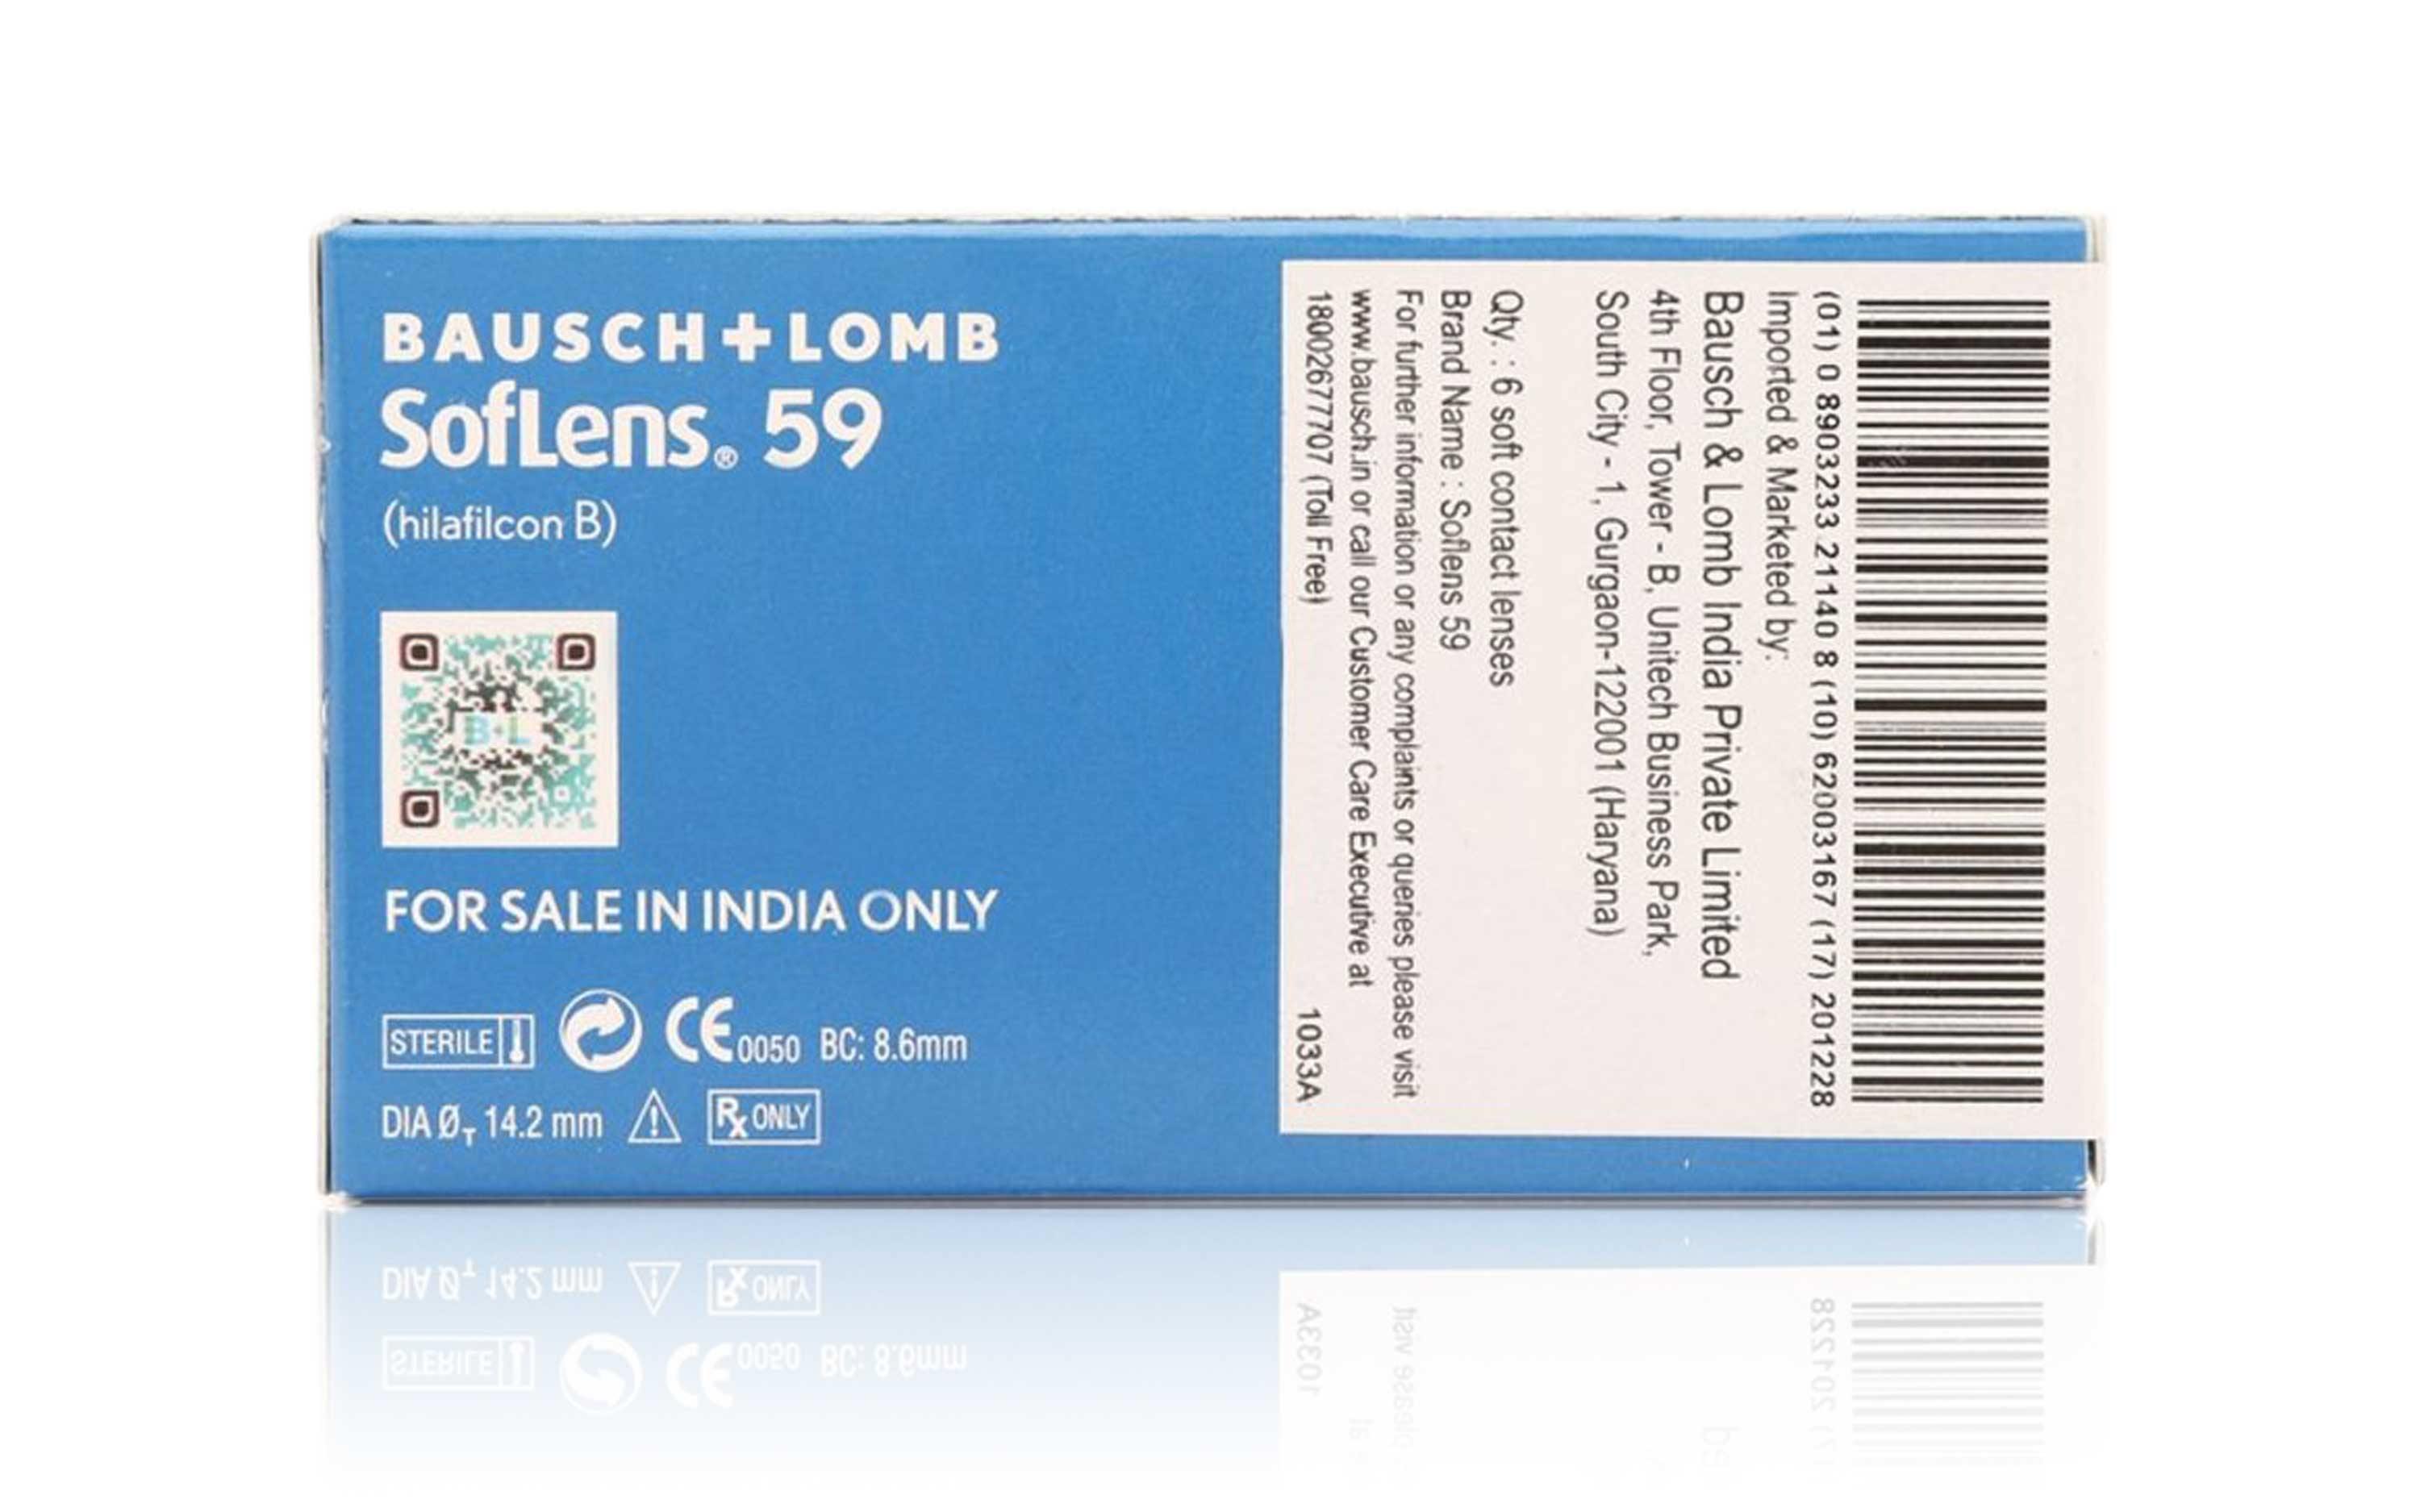 BAUSCH + LOMB
SofLens® 59
(hilafilcon B)
B+L
FOR SALE IN INDIA ONLY
STERILE CE 0050 BC: 8.6mm
DIA ØT 14.2 mm Rx ONLY
(01) 0 8903233 21140 8 (10) 62003167 (17) 201228
Imported & Marketed by:
Bausch & Lomb India Private Limited
4th Floor, Tower - B, Unitech Business Park,
South City - 1, Gurgaon-122001 (Haryana)
Qty. : 6 soft contact lenses
Brand Name : Soflens 59
For further information or any complaints or queries please visit
www.bausch.in or call our Customer Care Executive at
18002677707 (Toll Free)
1033A